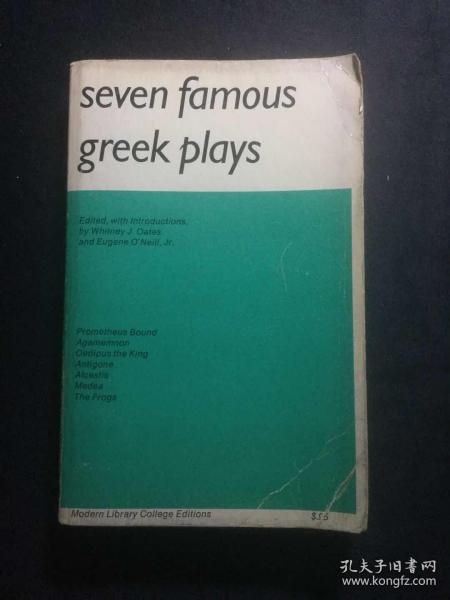 seven famous
greek plays
Edited, with Introductions,
by Whitney J. Oates
and Eugene O'Neill, Jr.
Prometheus Bound
Agamemnon
Oedipus the King
Antigone
Alcestis
Medea
The Frogs
Modern Library College Editions
孔夫子旧书网
www.kongfz.com